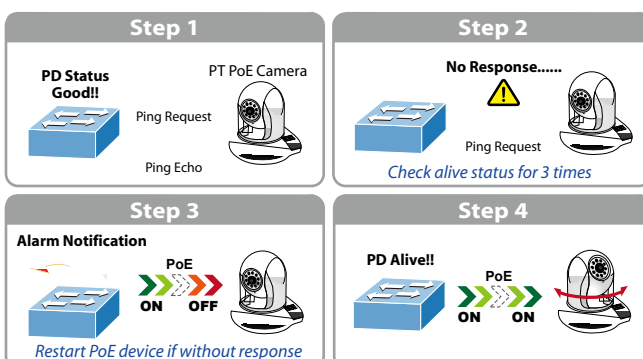 Step 1
PD Status
Good!!
PT PoE Camera
Ping Request
Ping Echo
Step 2
No Response......
Ping Request
Check alive status for 3 times
Step 3
Alarm Notification
PoE
ON OFF
Restart PoE device if without response
Step 4
PD Alive!!
PoE
ON ON